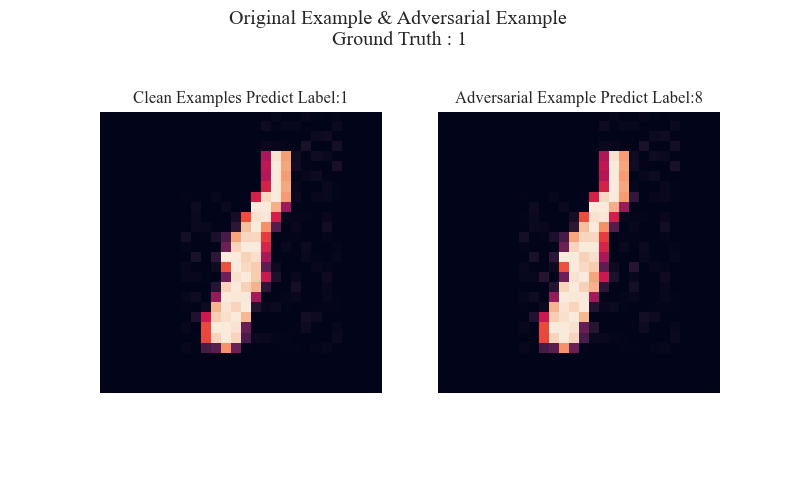 Original Example & Adversarial Example
Ground Truth : 1
Clean Examples Predict Label:1
Adversarial Example Predict Label:8